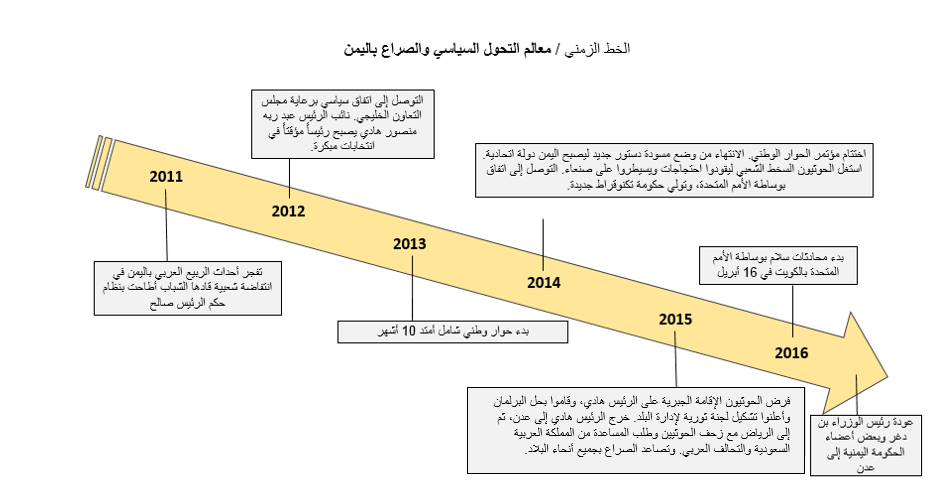 الخط الزمني / معالم التحول السياسي والصراع باليمن
2011
تفجر أحداث الربيع العربي باليمن في
انتفاضة شعبية قادها الشباب أطاحت بنظام
حكم الرئيس صالح
التوصل إلى اتفاق سياسي برعاية مجلس
التعاون الخليجي. نائب الرئيس عبد ربه
منصور هادي يصبح رئيساً مؤقتاً في
انتخابات مبكرة.
2012
2013
بدء حوار وطني شامل أمتد 10 أشهر
اختتام مؤتمر الحوار الوطني. الانتهاء من وضع مسودة دستور جديد ليصبح اليمن دولة اتحادية.
استغل الحوثيون السخط الشعبي ليقودوا احتجاجات ويسيطروا على صنعاء. التوصل إلى اتفاق
بوساطة الأمم المتحدة، وتولي حكومة تكنوقراط جديدة.
2014
2015
فرض الحوثيون الإقامة الجبرية على الرئيس هادي، وقاموا بحل البرلمان
وأعلنوا تشكيل لجنة ثورية لإدارة البلد. خرج الرئيس هادي إلى عدن، ثم
إلى الرياض مع زحف الحوثيين وطلب المساعدة من المملكة العربية
السعودية والتحالف العربي. وتصاعد الصراع بجميع أنحاء البلاد.
بدء محادثات سلام بوساطة الأمم
المتحدة بالكويت في 16 أبريل
2016
عودة رئيس الوزراء بن
دغر وبعض أعضاء
الحكومة اليمنية إلى
عدن